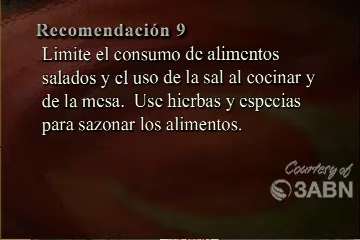 Recomendación 9
Limite el consumo de alimentos
salados y el uso de la sal al cocinar y
de la mesa. Use hierbas y especias
para sazonar los alimentos.
Courtesy of
3ABN